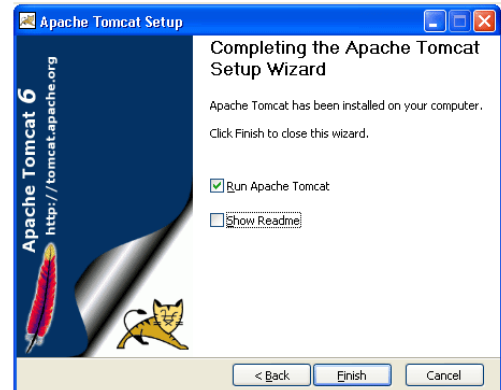 Apache Tomcat Setup
Apache Tomcat 6
http://tomcat.apache.org
Completing the Apache Tomcat
Setup Wizard
Apache Tomcat has been installed on your computer.
Click Finish to close this wizard.
Run Apache Tomcat
Show Readme
< Back
Finish
Cancel